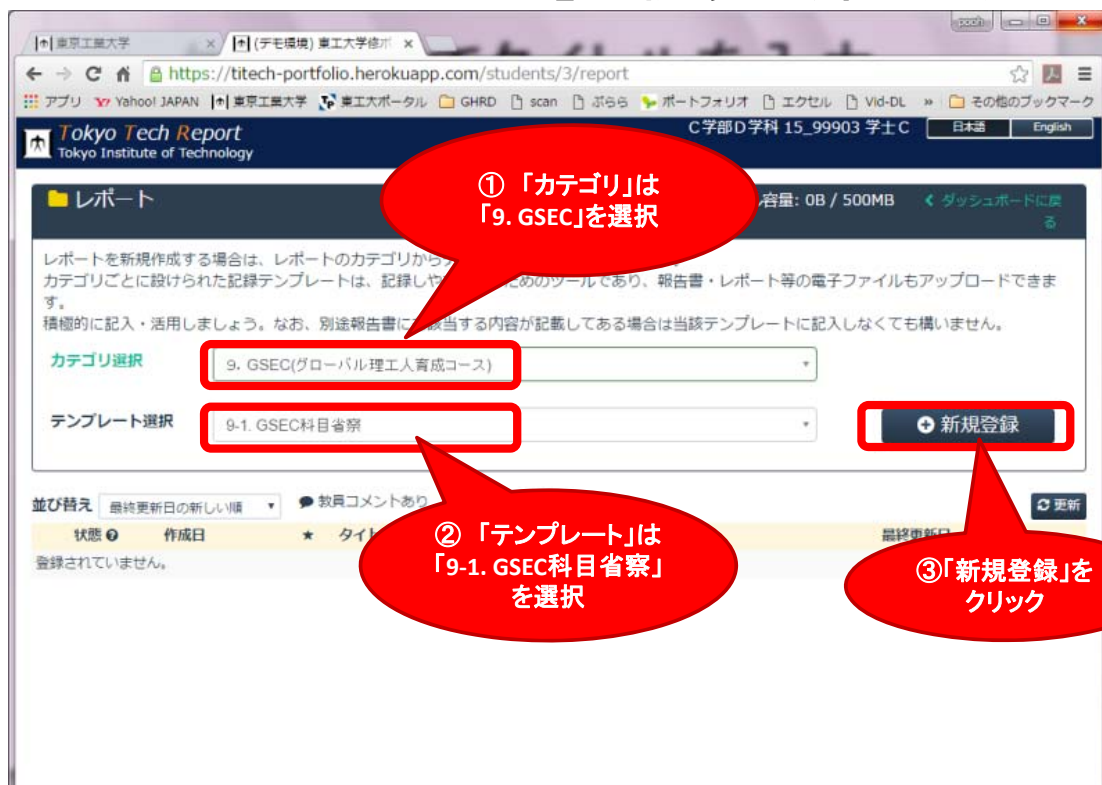 pooh
東京工業大学
(デモ環境) 東工大学修ポ
https://titech-portfolio.herokuapp.com/students/3/report
アプリ Yahoo! JAPAN 東京工業大学 東工大ポータル GHRD scan ぷらら ポートフォリオ エクセル Vid-DL » その他のブックマーク
Tokyo Tech Report
Tokyo Institute of Technology
C学部D学科 15_99903 学士C
日本語 English
レポート
容量: 0B / 500MB
ダッシュボードに戻
る
① 「カテゴリ」は
「9. GSEC」を選択
レポートを新規作成する場合は、レポートのカテゴリから
カテゴリごとに設けられた記録テンプレートは、記録しや ためのツールであり、報告書・レポート等の電子ファイルもアップロードできま
す。
積極的に記入・活用しましょう。なお、別途報告書に 該当する内容が記載してある場合は当該テンプレートに記入しなくても構いません。
カテゴリ選択 9. GSEC(グローバル理工人育成コース)
テンプレート選択 9-1. GSEC科目省察
新規登録
並び替え 最終更新日の新しい順 教員コメントあり
更新
状態 作成日 ★ タイト 最終更新日
登録されていません。
② 「テンプレート」は
「9-1. GSEC科目省察」
を選択
③「新規登録」を
クリック